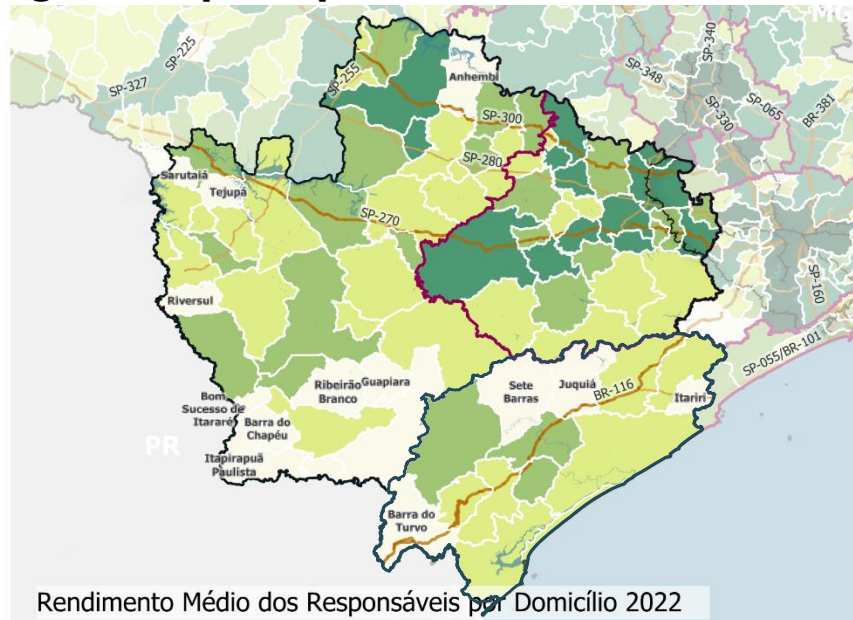 MG
SP-340
SP-225
SP-348
SP-327
SP-255
Anhembi
SP-065
BR-381
SP-330
SP-300
SP-280
Sarutaiá
Tejupá
SP-270
SP-160
Riversul
SP-055/BR-101
Ribeirão
Branco
Guapiara
Sete
Barras
Juquiá
BR-116
Itariri
Bom
Sucesso de
Itararé
Barra do
Chapéu
PR
Itapirapuã
Paulista
Barra do
Turvo
Rendimento Médio dos Responsáveis por Domicílio 2022